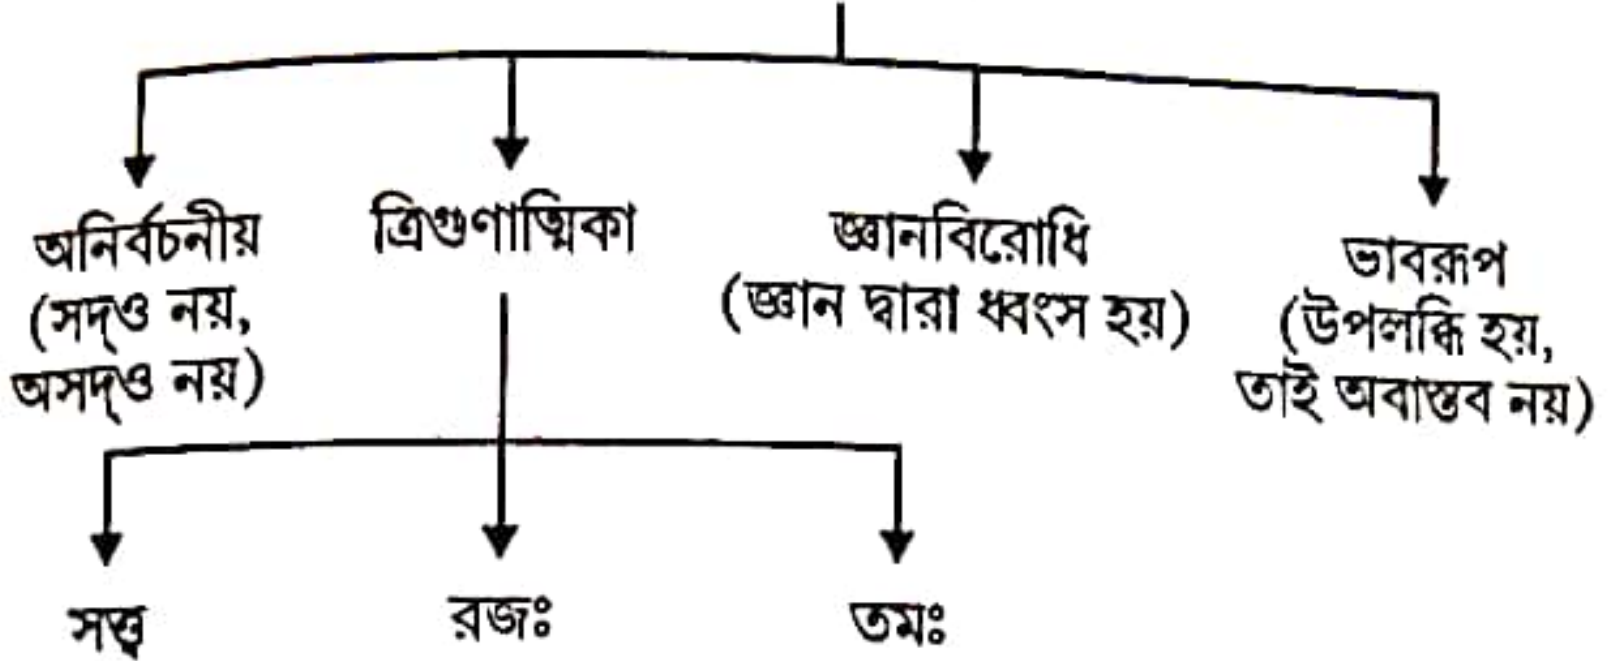 অনির্বচনীয়
(সদ্ও নয়,
অসদ্ও নয়)
ত্রিগুণাত্মিকা
জ্ঞানবিরোধি
(জ্ঞান দ্বারা ধ্বংস হয়)
ভাবরূপ
(উপলব্ধি হয়,
তাই অবাস্তব নয়)
সত্ত্ব
রজঃ
তমঃ